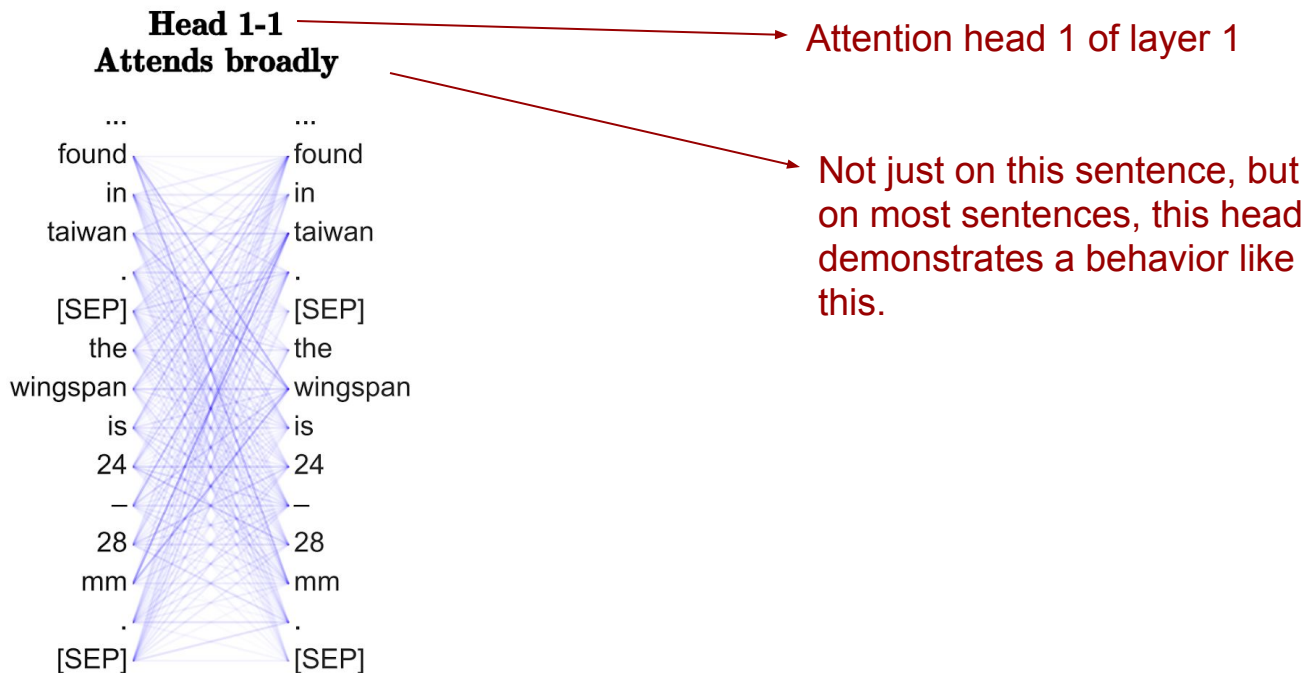 Head 1-1
Attends broadly
Attention head 1 of layer 1
Not just on this sentence, but
on most sentences, this head
demonstrates a behavior like
this.
... ...
found found
in in
taiwan taiwan
. .
[SEP] [SEP]
the the
wingspan wingspan
is is
24 24
– –
28 28
mm mm
. .
[SEP] [SEP]